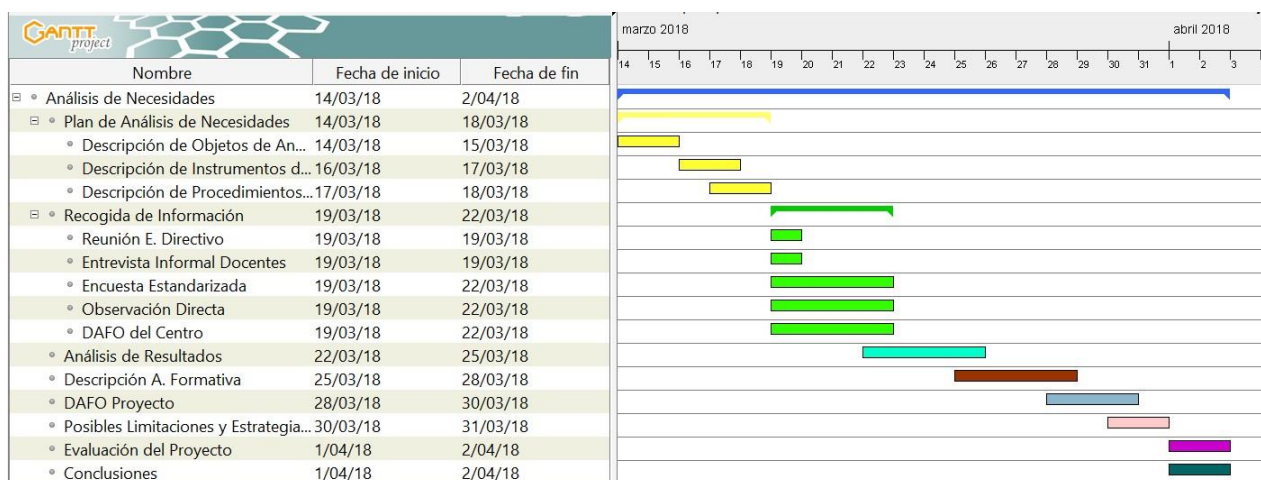 GANTT project
marzo 2018 abril 2018
Nombre Fecha de inicio Fecha de fin 14 15 16 17 18 19 20 21 22 23 24 25 26 27 28 29 30 31 1 2 3
Análisis de Necesidades 14/03/18 2/04/18
Plan de Análisis de Necesidades 14/03/18 18/03/18
Descripción de Objetos de An... 14/03/18 15/03/18
Descripción de Instrumentos d... 16/03/18 17/03/18
Descripción de Procedimientos... 17/03/18 18/03/18
Recogida de Información 19/03/18 22/03/18
Reunión E. Directivo 19/03/18 19/03/18
Entrevista Informal Docentes 19/03/18 19/03/18
Encuesta Estandarizada 19/03/18 22/03/18
Observación Directa 19/03/18 22/03/18
DAFO del Centro 19/03/18 22/03/18
Análisis de Resultados 22/03/18 25/03/18
Descripción A. Formativa 25/03/18 28/03/18
DAFO Proyecto 28/03/18 30/03/18
Posibles Limitaciones y Estrategia... 30/03/18 31/03/18
Evaluación del Proyecto 1/04/18 2/04/18
Conclusiones 1/04/18 2/04/18